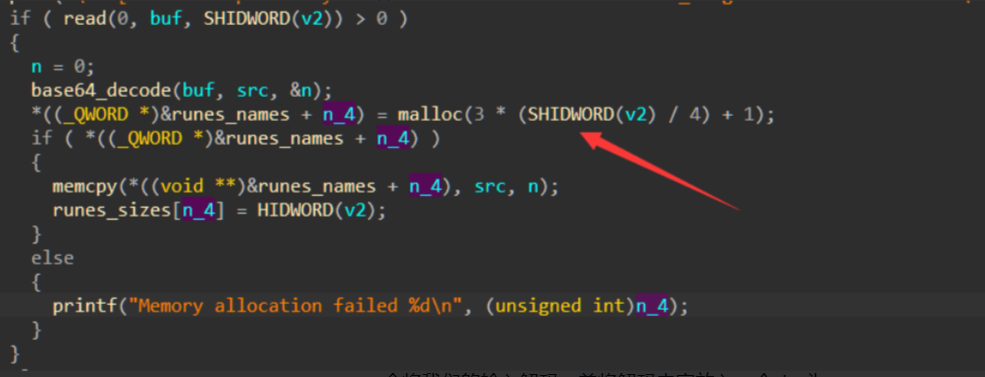 if ( read(0, buf, SHIDWORD(v2)) > 0 )
{
n = 0;
base64_decode(buf, src, &n);
*((_QWORD *)&runes_names + n_4) = malloc(3 * (SHIDWORD(v2) / 4) + 1);
if ( *((_QWORD *)&runes_names + n_4) )
{
memcpy(*((void **)&runes_names + n_4), src, n);
runes_sizes[n_4] = HIDWORD(v2);
}
else
{
printf("Memory allocation failed %d\n", (unsigned int)n_4);
}
}